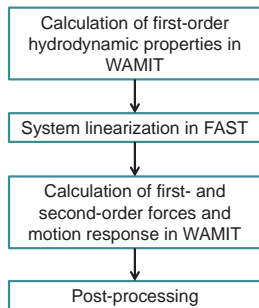 Calculation of first-order
hydrodynamic properties in
WAMIT
System linearization in FAST
Calculation of first- and
second-order forces and
motion response in WAMIT
Post-processing